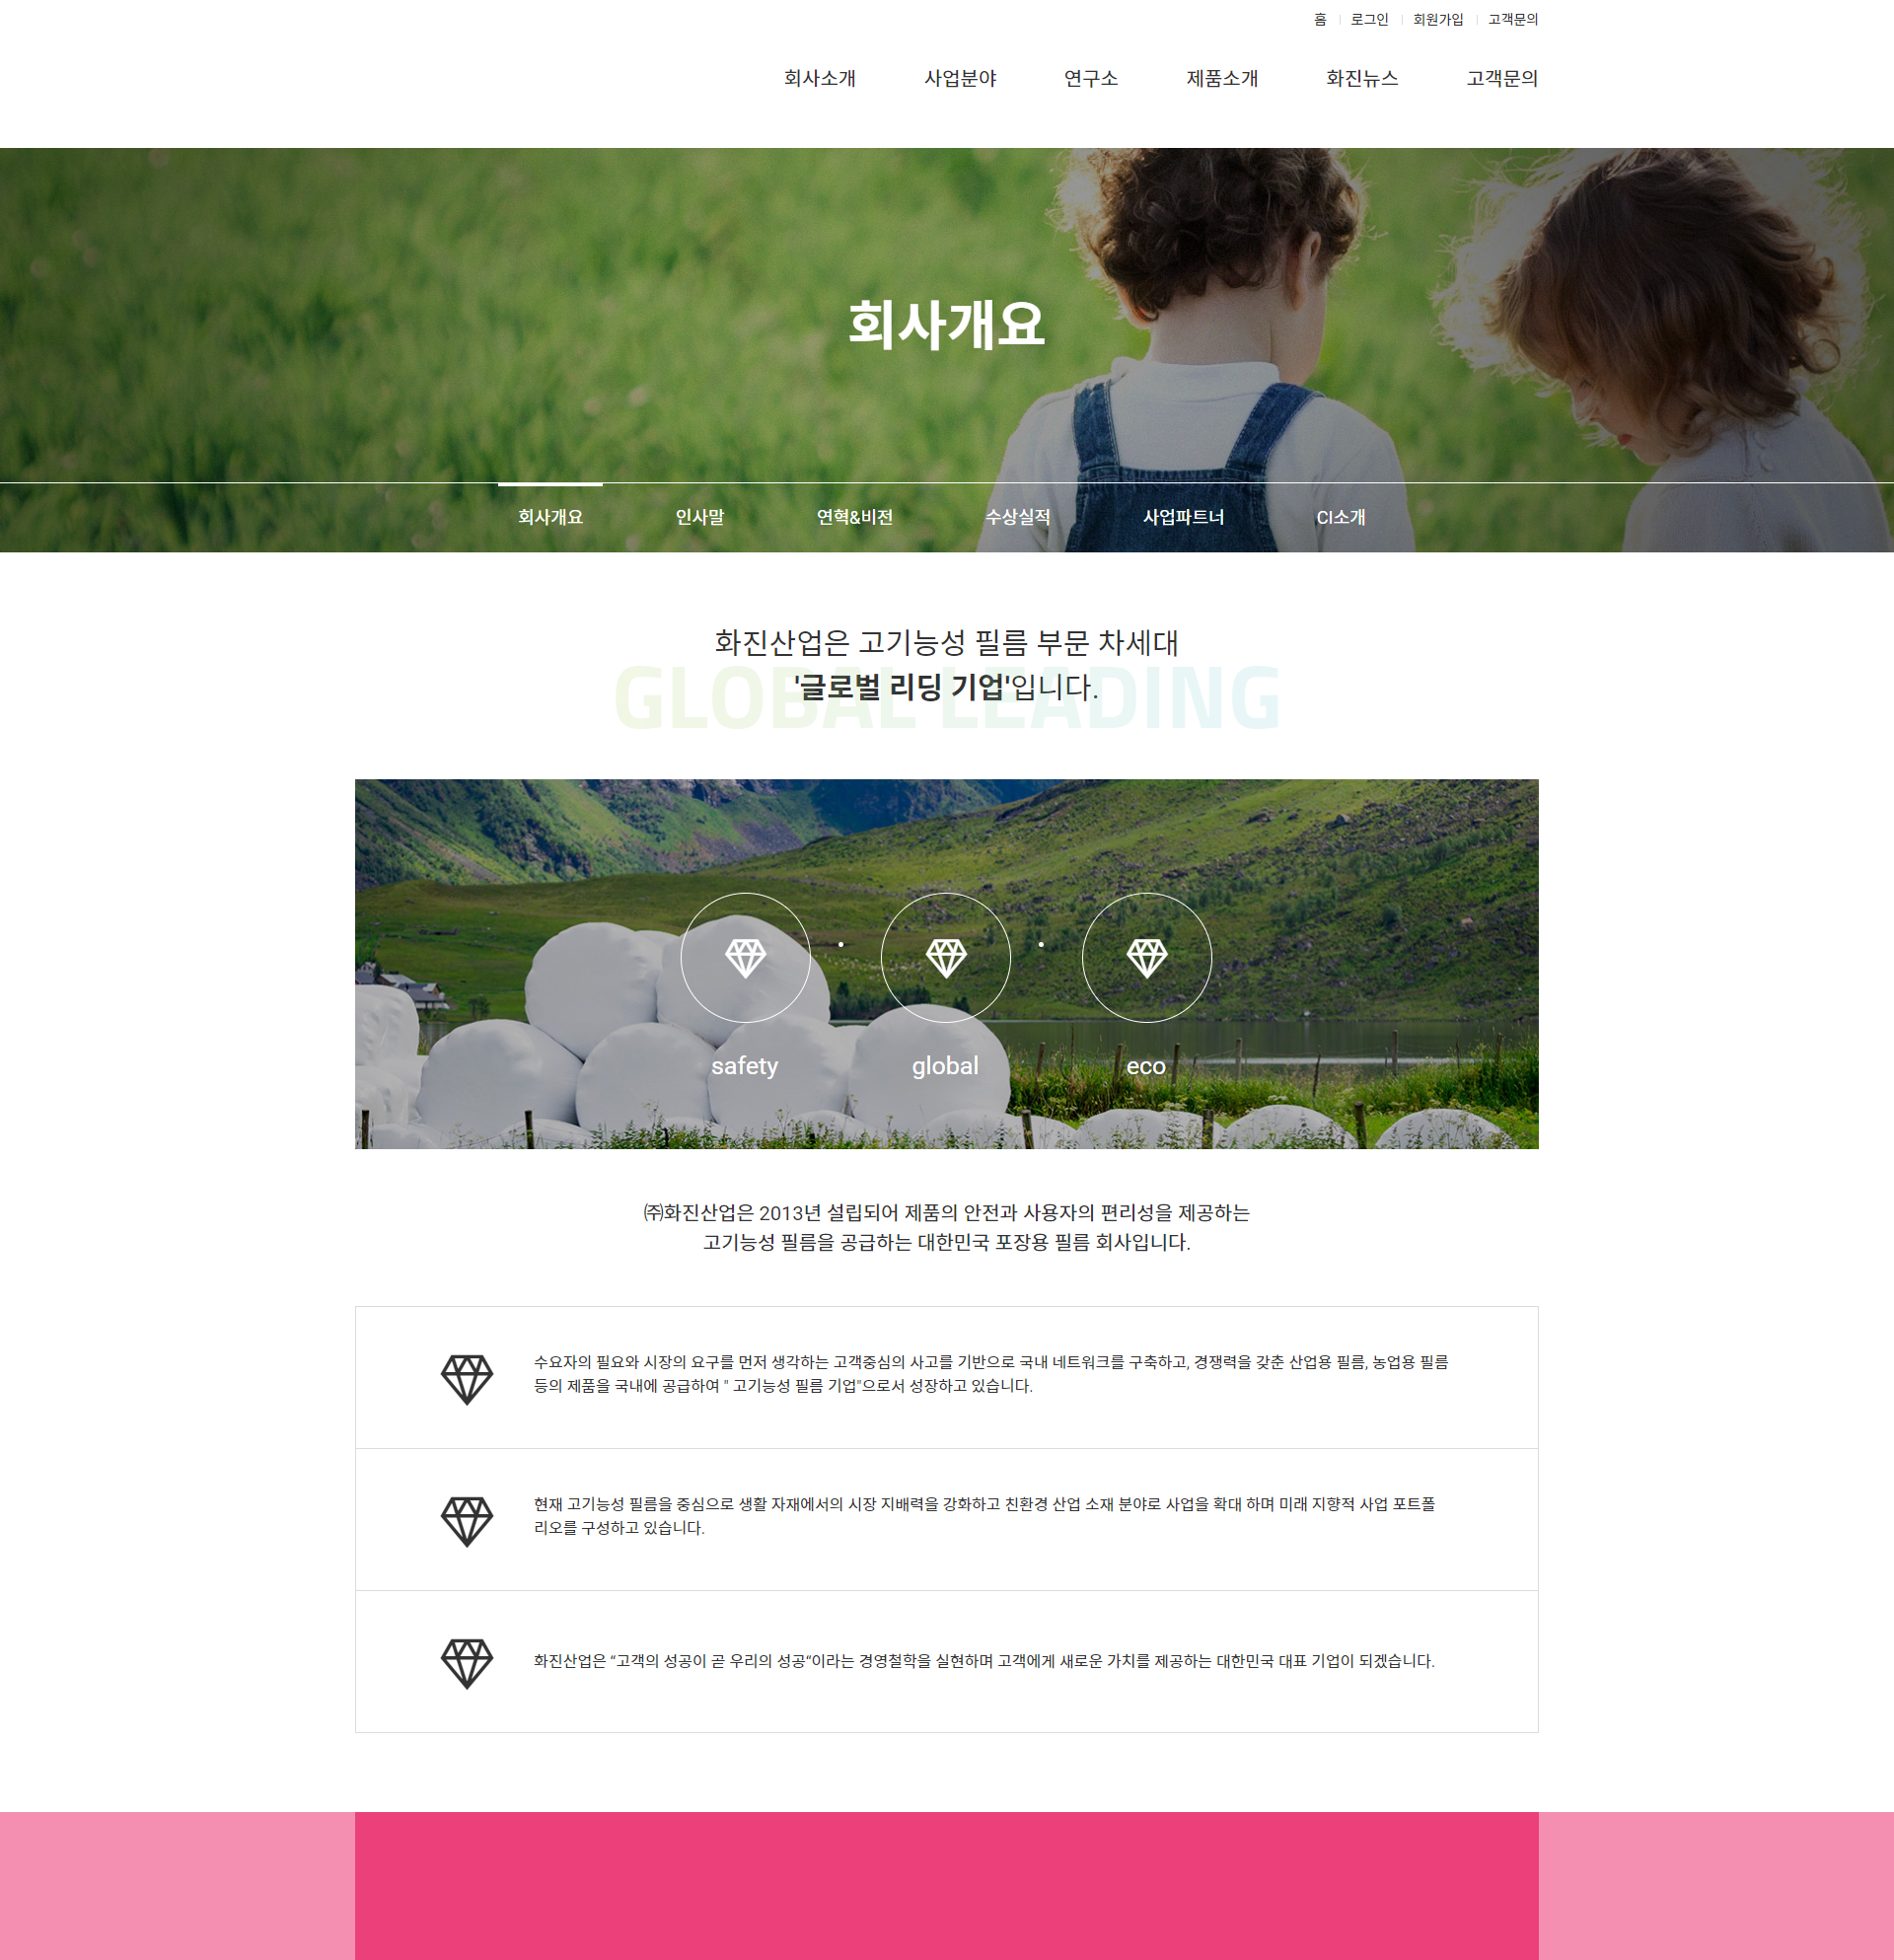 홈 로그인 회원가입 고객문의
회사소개 사업분야 연구소 제품소개 화진뉴스 고객문의
회사개요
회사개요 인사말 연혁&비전 수상실적 사업파트너 CI소개
화진산업은 고기능성 필름 부문 차세대
'글로벌 리딩 기업'입니다.
GLOBAL LEADING
safety global eco
㈜화진산업은 2013년 설립되어 제품의 안전과 사용자의 편리성을 제공하는
고기능성 필름을 공급하는 대한민국 포장용 필름 회사입니다.
수요자의 필요와 시장의 요구를 먼저 생각하는 고객중심의 사고를 기반으로 국내 네트워크를 구축하고, 경쟁력을 갖춘 산업용 필름, 농업용 필름
등의 제품을 국내에 공급하여 " 고기능성 필름 기업"으로서 성장하고 있습니다.
현재 고기능성 필름을 중심으로 생활 자재에서의 시장 지배력을 강화하고 친환경 산업 소재 분야로 사업을 확대 하며 미래 지향적 사업 포트폴
리오를 구성하고 있습니다.
화진산업은 “고객의 성공이 곧 우리의 성공“이라는 경영철학을 실현하며 고객에게 새로운 가치를 제공하는 대한민국 대표 기업이 되겠습니다.